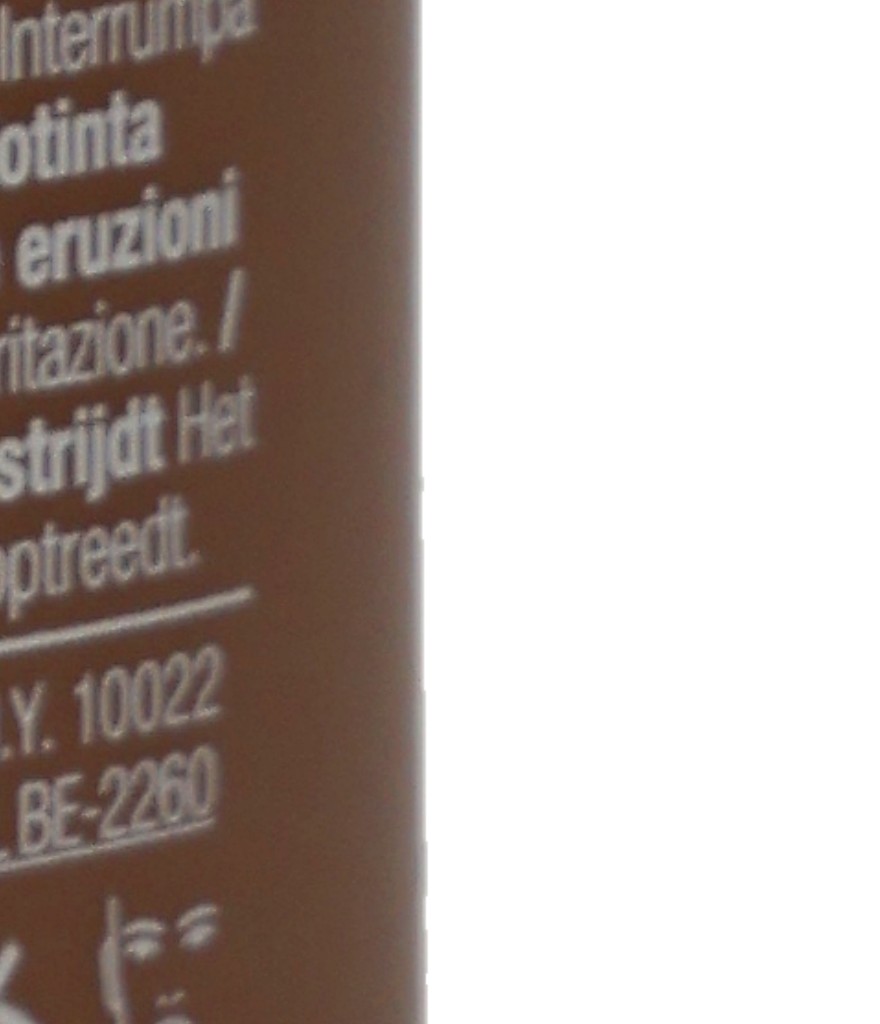 Interrumpa
otinta
eruzioni
ritazione. /
strijdt Het
optreedt.
.Y. 10022
. BE-2260